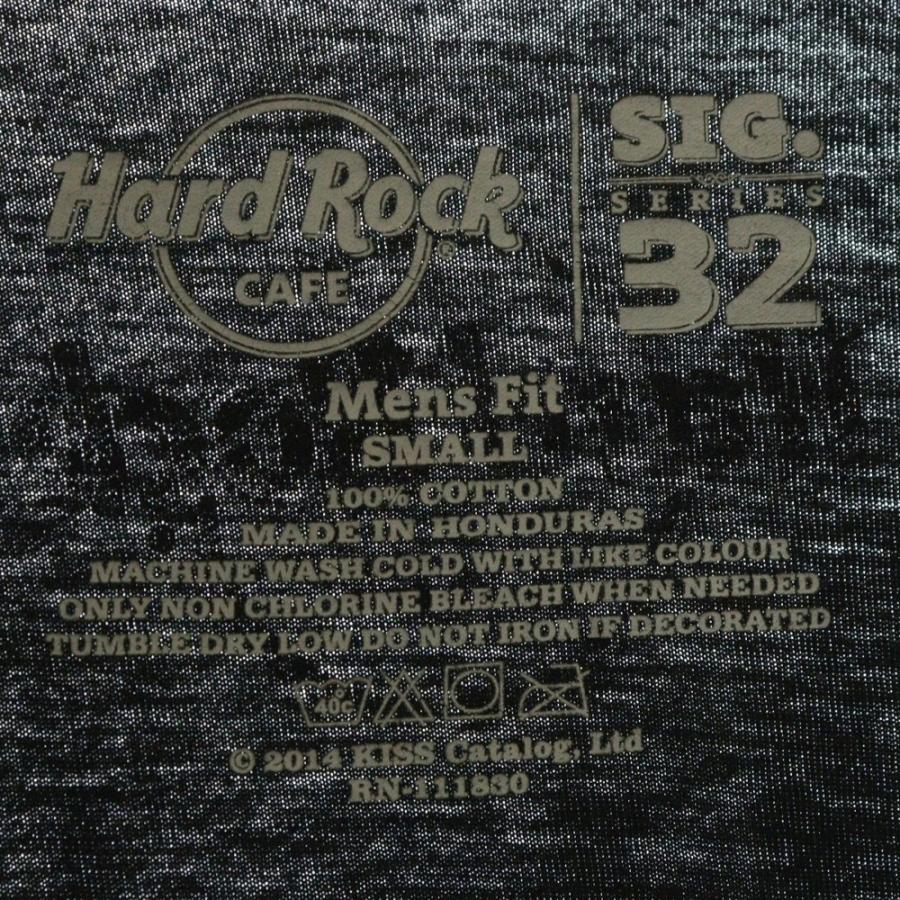 Hard Rock
CAFE
®
SIG.
SERIES
32
Mens Fit
SMALL
100% COTTON
MADE IN HONDURAS
MACHINE WASH COLD WITH LIKE COLOUR
ONLY NON CHLORINE BLEACH WHEN NEEDED
TUMBLE DRY LOW DO NOT IRON IF DECORATED
40c
© 2014 KISS Catalog, Ltd
RN-111830